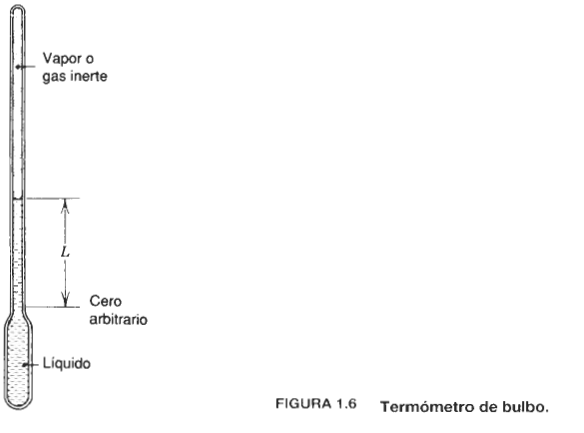 Vapor o
gas inerte
L
Cero
arbitrario
Líquido
FIGURA 1.6 Termómetro de bulbo.